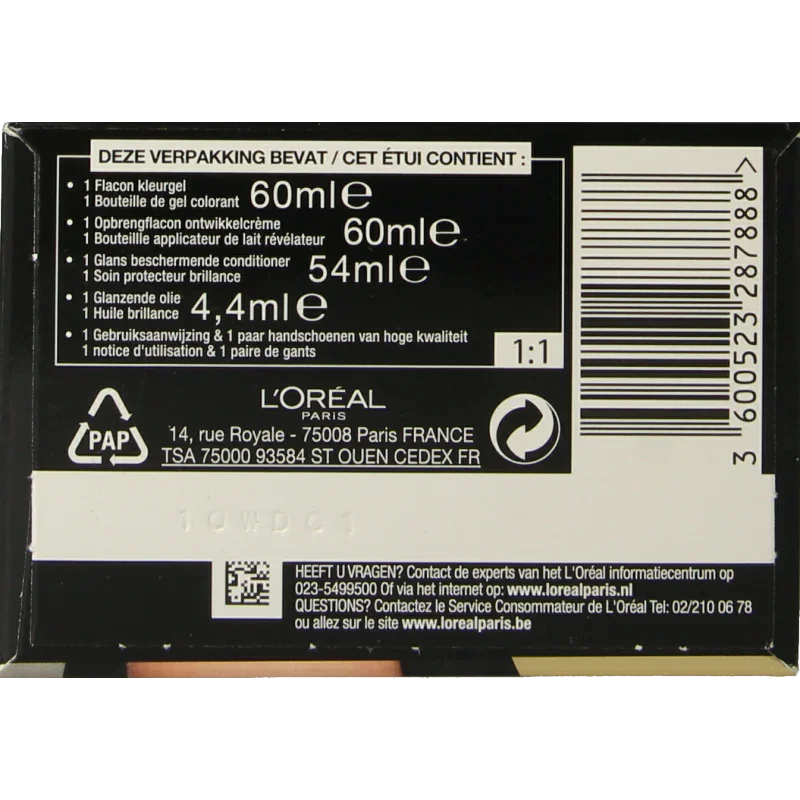 DEZE VERPAKKING BEVAT / CET ÉTUI CONTIENT :
• 1 Flacon kleurgel
1 Bouteille de gel colorant 60ml℮
• 1 Opbrengflacon ontwikkelcrème
1 Bouteillle applicateur de lait révélateur 60ml℮
• 1 Glans beschermende conditioner
1 Soin protecteur brillance 54ml℮
• 1 Glanzende olie
1 Huile brillance 4,4ml℮
• 1 Gebruiksaanwijzing & 1 paar handschoenen van hoge kwaliteit
1 notice d'utilisation & 1 paire de gants
1:1
3 600523 287888 >
PAP
L'ORÉAL
PARIS
14, rue Royale - 75008 Paris FRANCE
TSA 75000 93584 ST OUEN CEDEX FR
HEEFT U VRAGEN? Contact de experts van het L'Oréal informatiecentrum op
023-5499500 Of via het internet op: www.lorealparis.nl
QUESTIONS? Contactez le Service Consommateur de L'Oréal Tel: 02/210 06 78
ou allez sur le site www.lorealparis.be